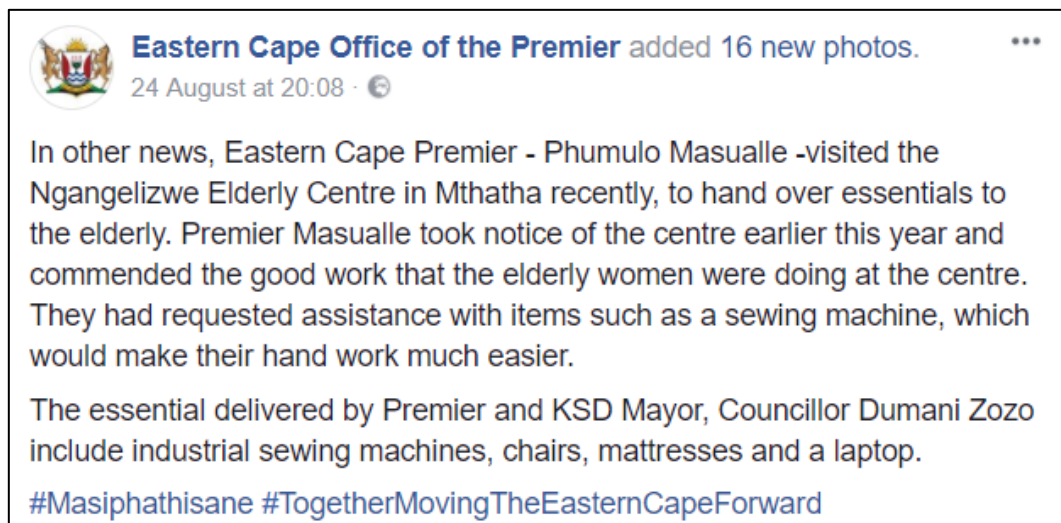 Eastern Cape Office of the Premier added 16 new photos.
24 August at 20:08 ·
In other news, Eastern Cape Premier - Phumulo Masualle -visited the
Ngangelizwe Elderly Centre in Mthatha recently, to hand over essentials to
the elderly. Premier Masualle took notice of the centre earlier this year and
commended the good work that the elderly women were doing at the centre.
They had requested assistance with items such as a sewing machine, which
would make their hand work much easier.
The essential delivered by Premier and KSD Mayor, Councillor Dumani Zozo
include industrial sewing machines, chairs, mattresses and a laptop.
#Masiphathisane #TogetherMovingTheEasternCapeForward